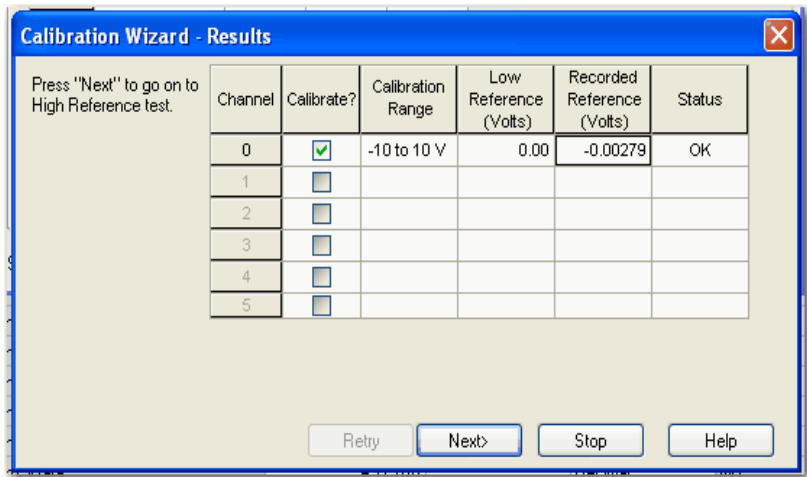 Calibration Wizard - Results
Press "Next" to go on to
High Reference test.
Channel Calibrate? Calibration Range Low Reference (Volts) Recorded Reference (Volts) Status
0 -10 to 10 V 0.00 -0.00279 OK
1
2
3
4
5
Retry Next> Stop Help